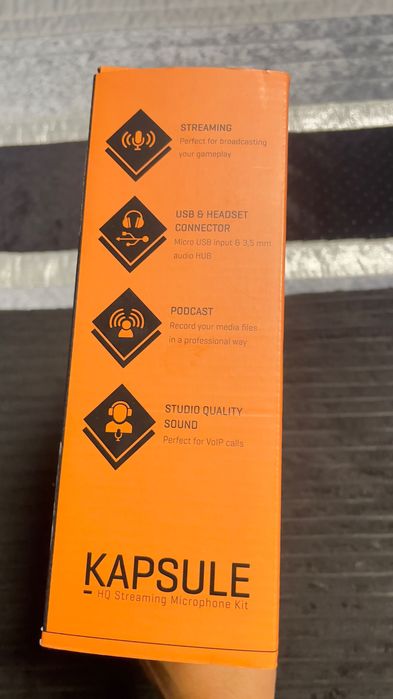 STREAMING
Perfect for broadcasting
your gameplay
USB & HEADSET
CONNECTOR
Micro USB input & 3,5 mm
audio HUB
PODCAST
Record your media files
in a professional way
STUDIO QUALITY
SOUND
Perfect for VoIP calls
KAPSULE
HQ Streaming Microphone Kit